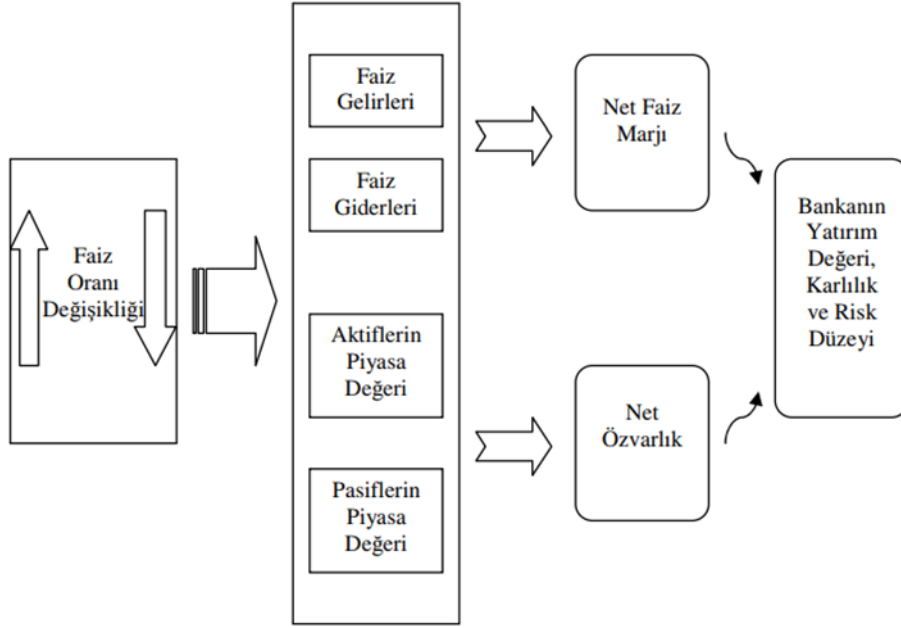 Faiz
Oranı
Değişikliği
Faiz
Gelirleri
Faiz
Giderleri
Aktiflerin
Piyasa
Değeri
Pasiflerin
Piyasa
Değeri
Net Faiz
Marjı
Net
Özvarlık
Bankanın
Yatırım
Değeri,
Karlılık
ve Risk
Düzeyi